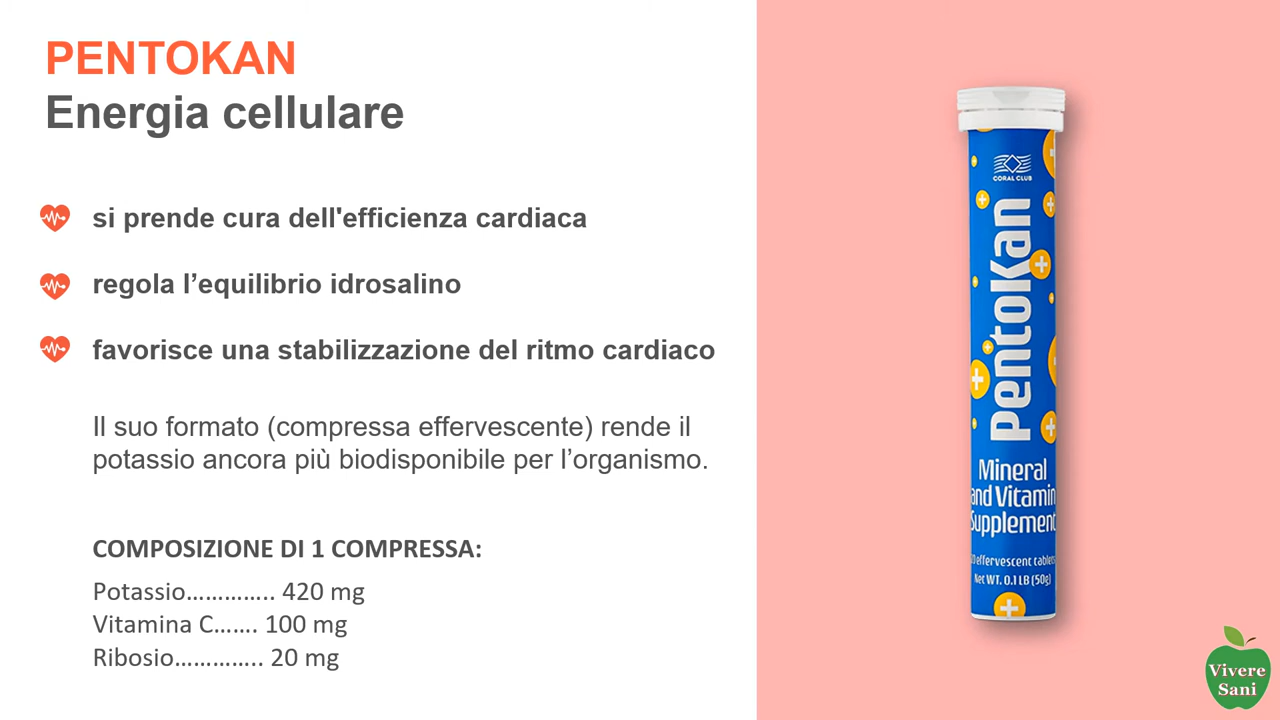 PENTOKAN
Energia cellulare
si prende cura dell'efficienza cardiaca
regola l’equilibrio idrosalino
favorisce una stabilizzazione del ritmo cardiaco
Il suo formato (compressa effervescente) rende il
potassio ancora più biodisponibile per l’organismo.
COMPOSIZIONE DI 1 COMPRESSA:
Potassio………….. 420 mg
Vitamina C……. 100 mg
Ribosio………….. 20 mg
CORAL CLUB
PentoKan
Mineral
and Vitamin
Supplement
effervescent tablets
Net WT. 0.1 LB (50g)
Vivere
Sani